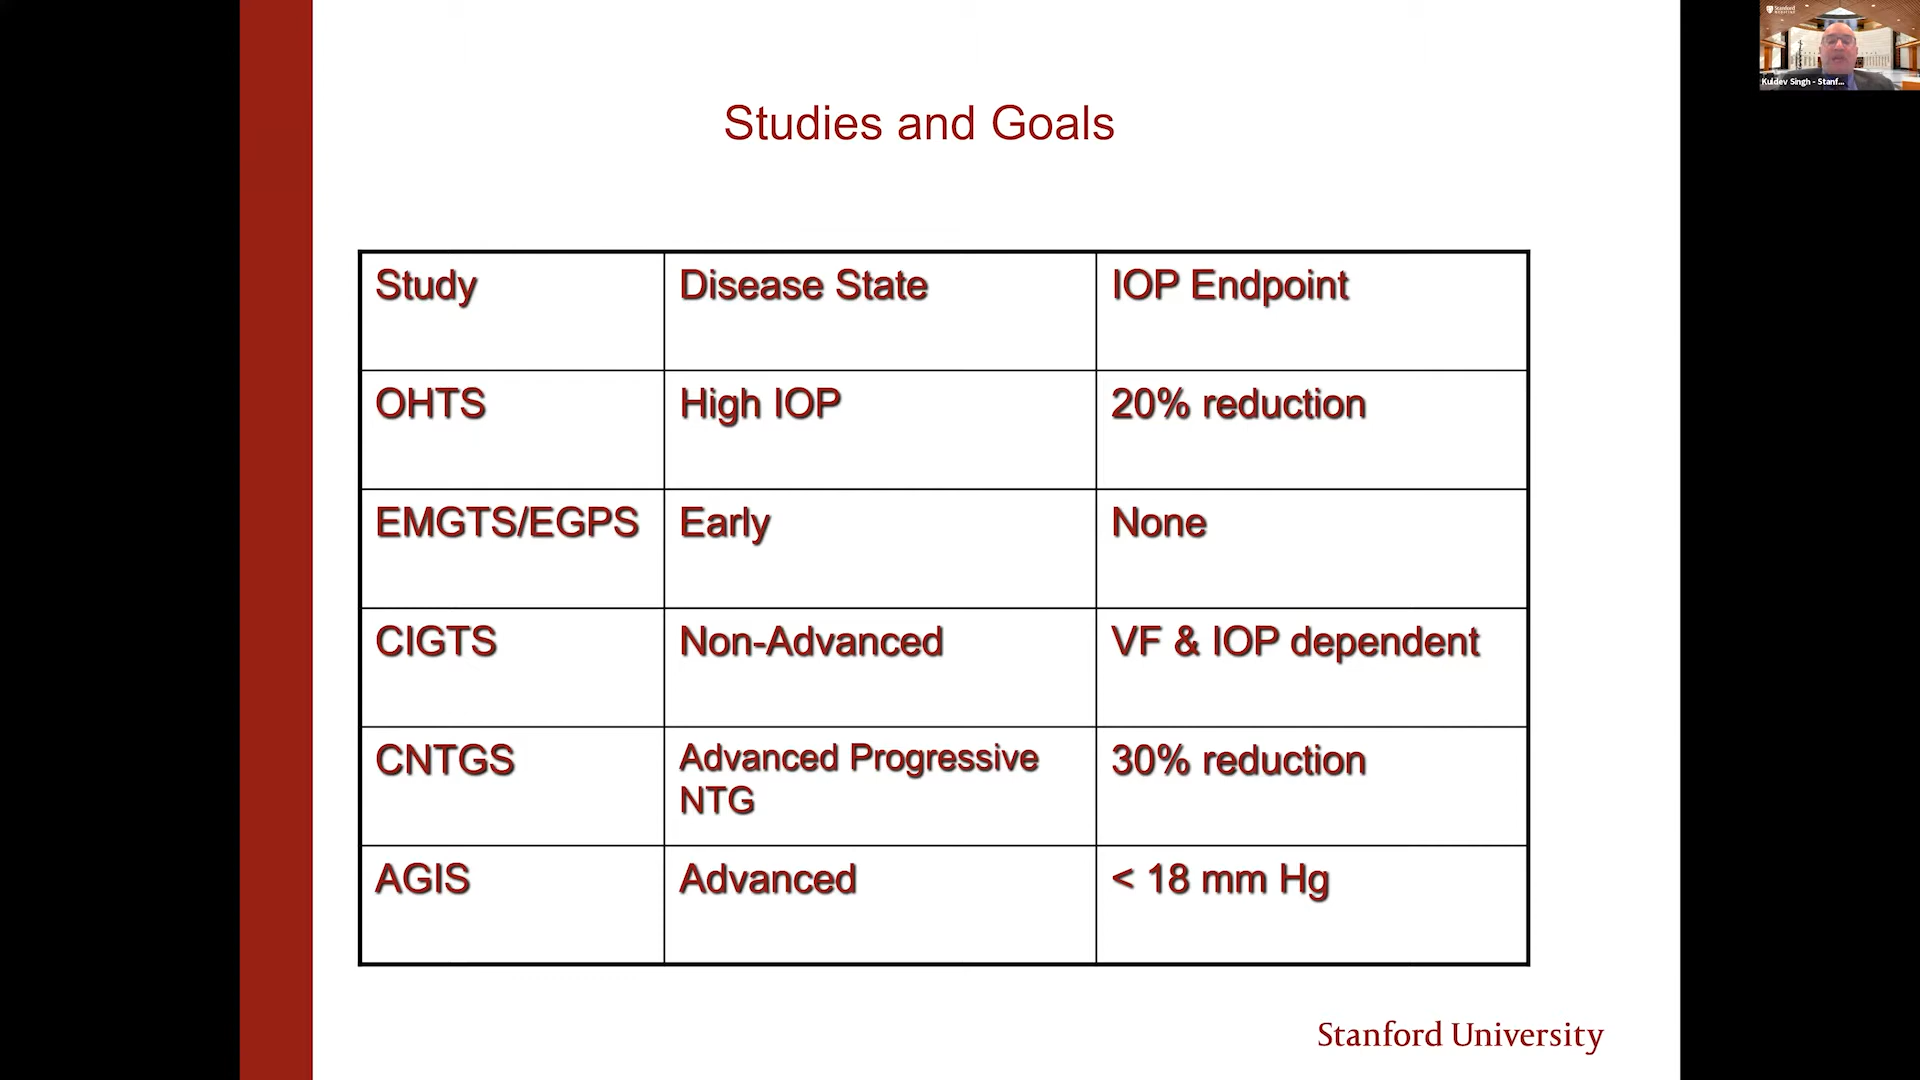 Studies and Goals
Study Disease State IOP Endpoint
OHTS High IOP 20% reduction
EMGTS/EGPS Early None
CIGTS Non-Advanced VF & IOP dependent
CNTGS Advanced Progressive NTG 30% reduction
AGIS Advanced < 18 mm Hg
Stanford University
Stanford
Kuldev Singh - Stanf...